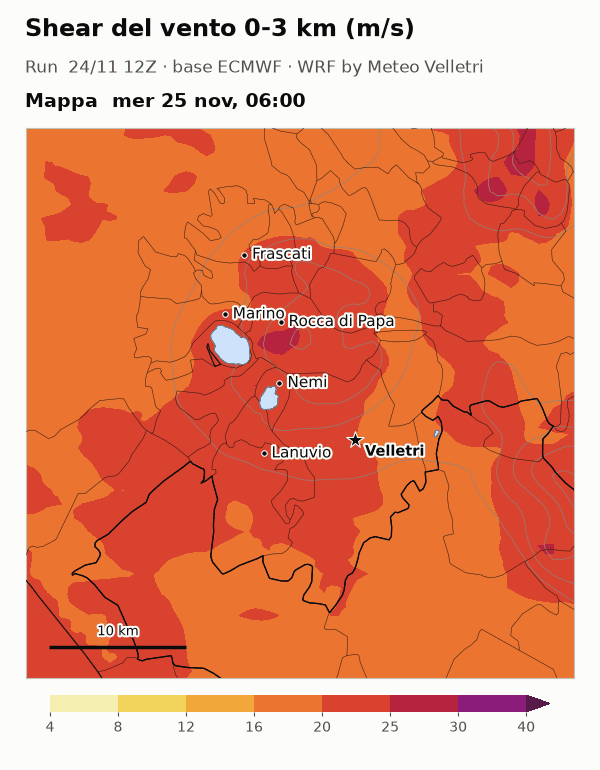 Shear del vento 0-3 km (m/s)
Run 24/11 12Z · base ECMWF · WRF by Meteo Velletri
Mappa mer 25 nov, 06:00
Frascati
Marino
Rocca di Papa
Nemi
Velletri
Lanuvio
10 km
4 8 12 16 20 25 30 40